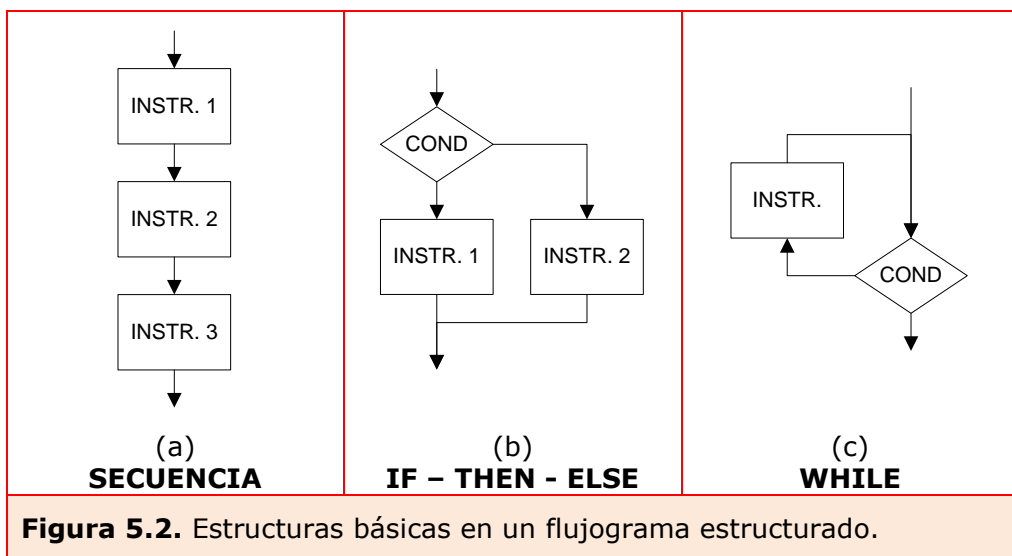 INSTR. 1
INSTR. 2
INSTR. 3
(a)
SECUENCIA
COND
INSTR. 1
INSTR. 2
(b)
IF – THEN - ELSE
INSTR.
COND
(c)
WHILE
Figura 5.2. Estructuras básicas en un flujograma estructurado.